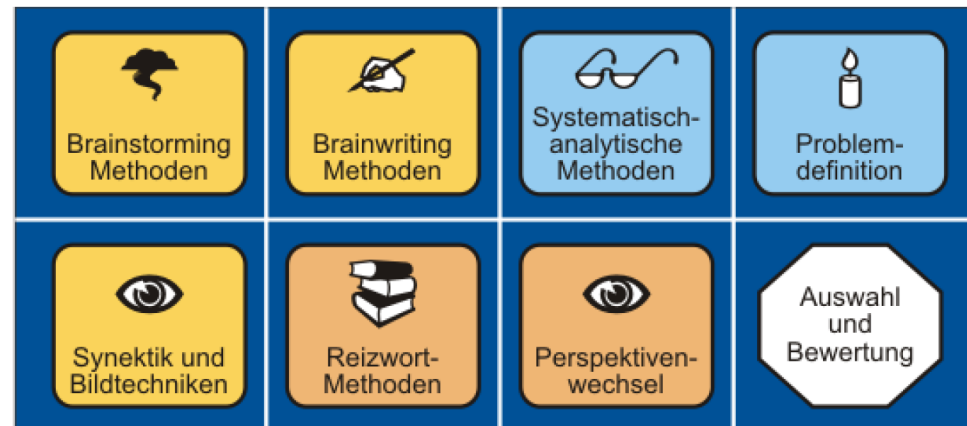 Brainstorming
Methoden
Brainwriting
Methoden
Systematisch-
analytische
Methoden
Problem-
definition
Synektik und
Bildtechniken
Reizwort-
Methoden
Perspektiven-
wechsel
Auswahl
und
Bewertung